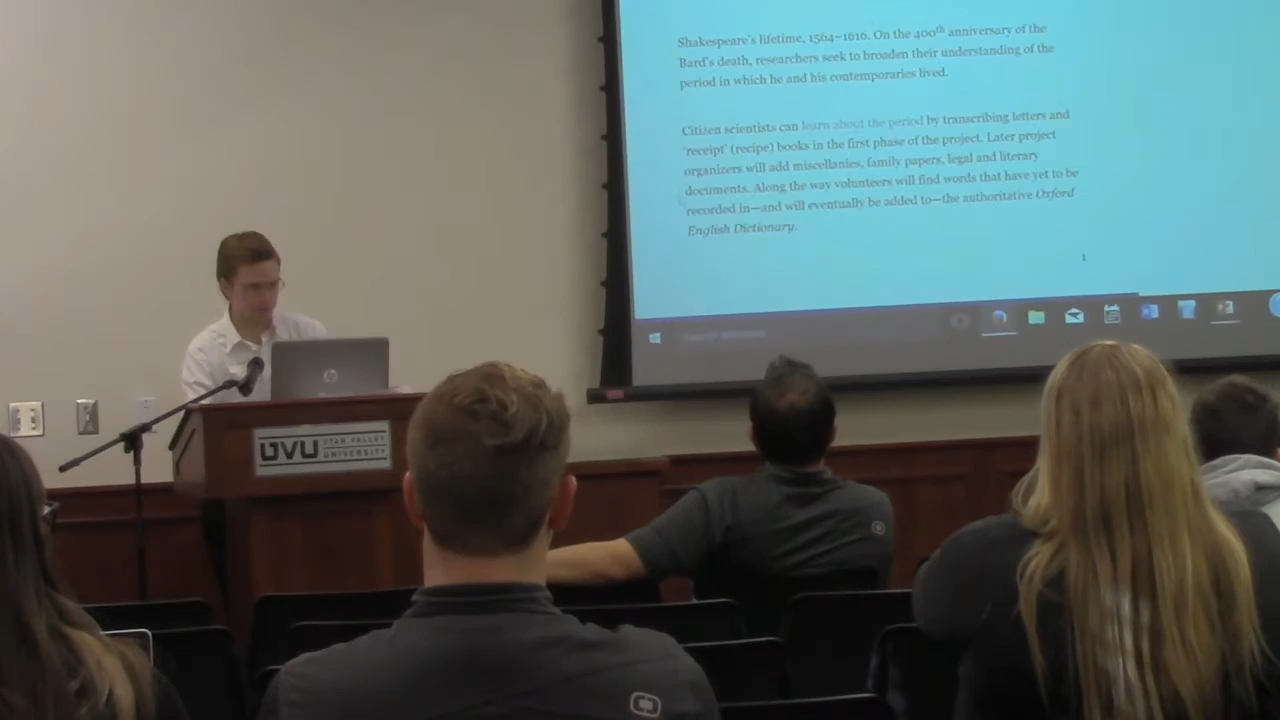 Shakespeare's lifetime, 1564–1616. On the 400th anniversary of the
Bard's death, researchers seek to broaden their understanding of the
period in which he and his contemporaries lived.
Citizen scientists can learn about the period by transcribing letters and
'receipt' (recipe) books in the first phase of the project. Later project
organizers will add miscellanies, family papers, legal and literary
documents. Along the way volunteers will find words that have yet to be
recorded in—and will eventually be added to—the authoritative Oxford
English Dictionary.
1
hp
UVU UTAH VALLEY
UNIVERSITY